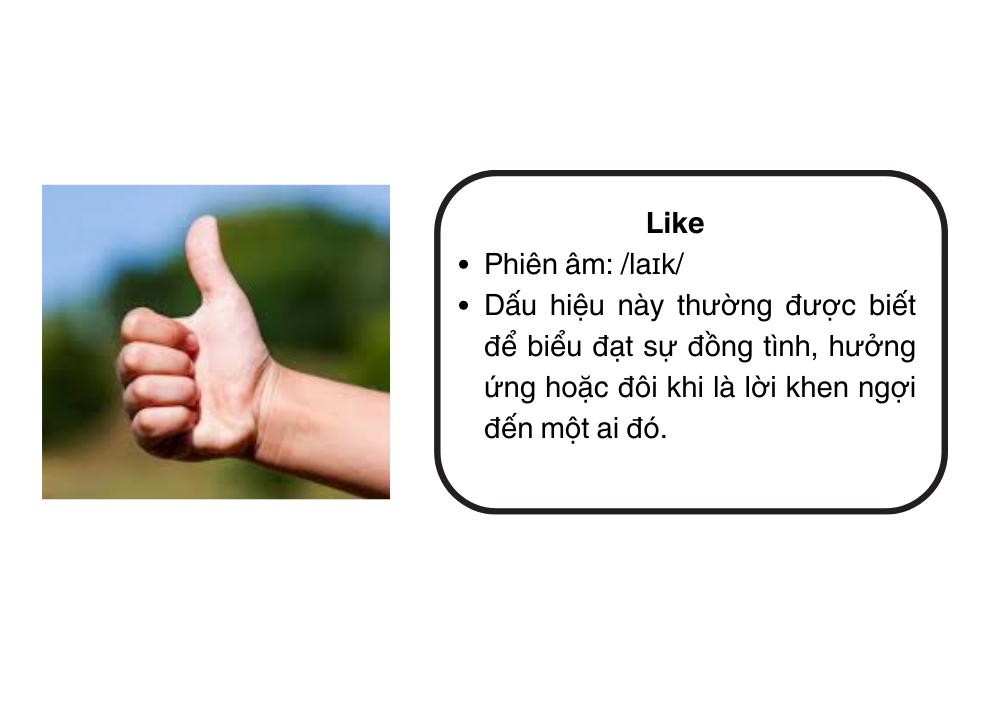 Like
• Phiên âm: /laɪk/
• Dấu hiệu này thường được biết
để biểu đạt sự đồng tình, hưởng
ứng hoặc đôi khi là lời khen ngợi
đến một ai đó.